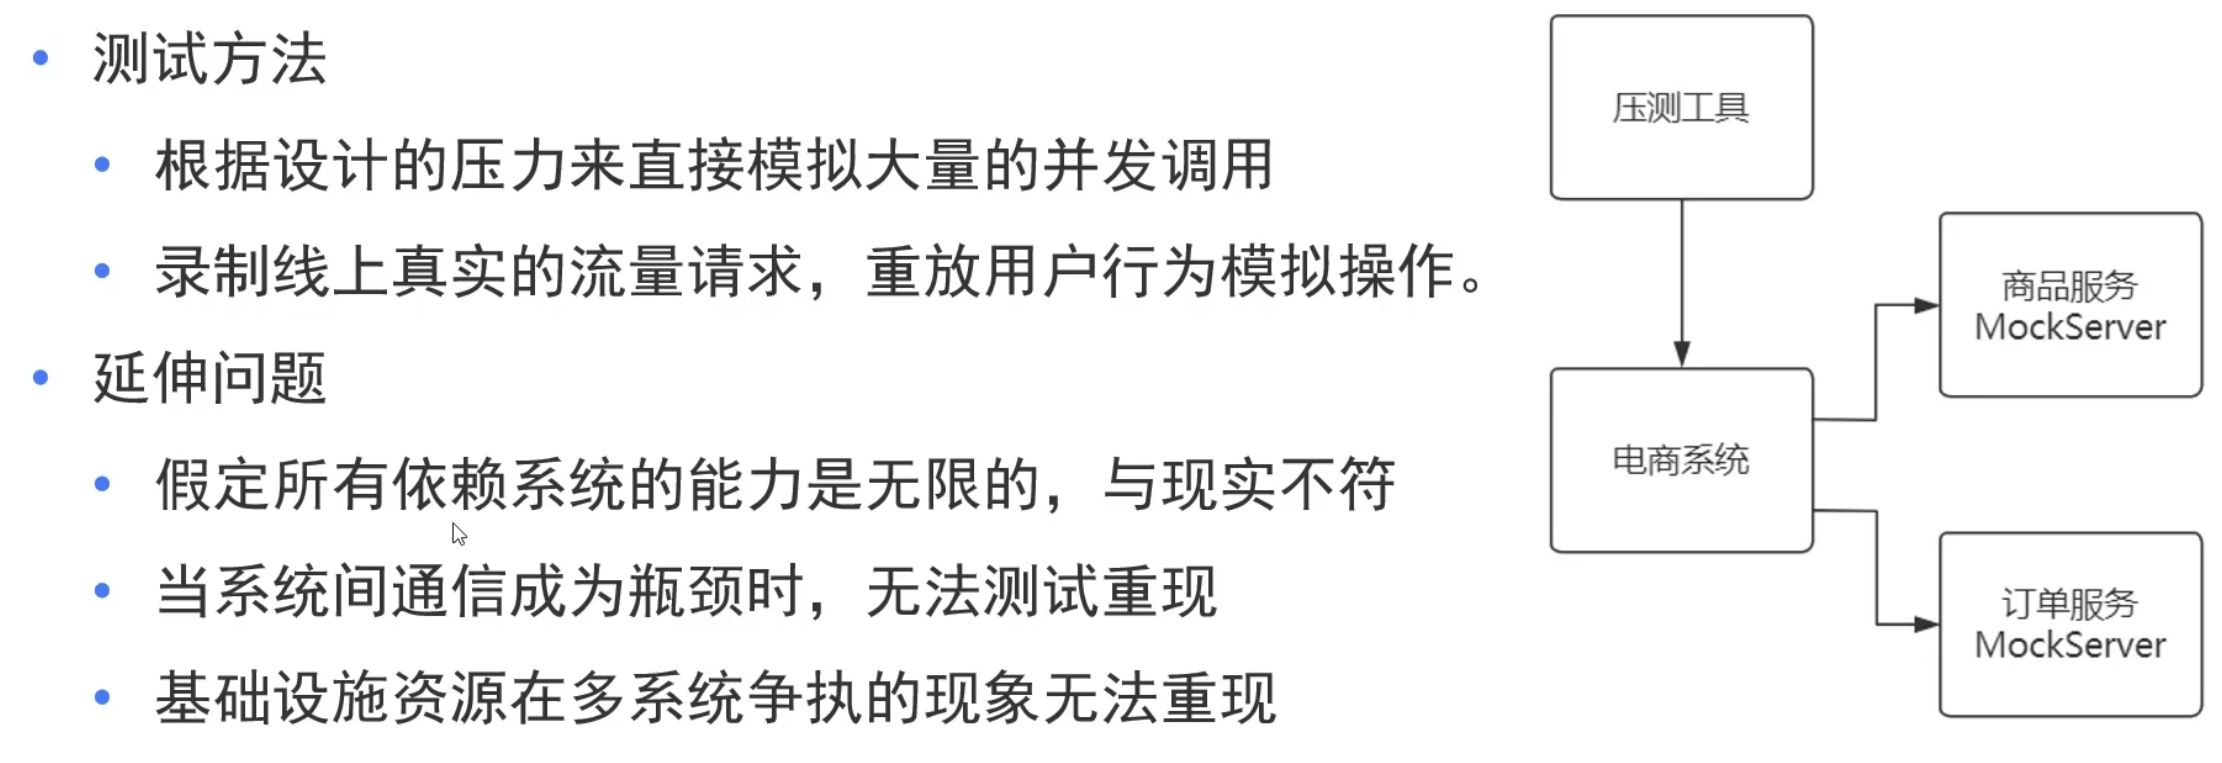 测试方法
根据设计的压力来直接模拟大量的并发调用
录制线上真实的流量请求，重放用户行为模拟操作。
延伸问题
假定所有依赖系统的能力是无限的，与现实不符
当系统间通信成为瓶颈时，无法测试重现
基础设施资源在多系统争执的现象无法重现
压测工具
商品服务
MockServer
电商系统
订单服务
MockServer